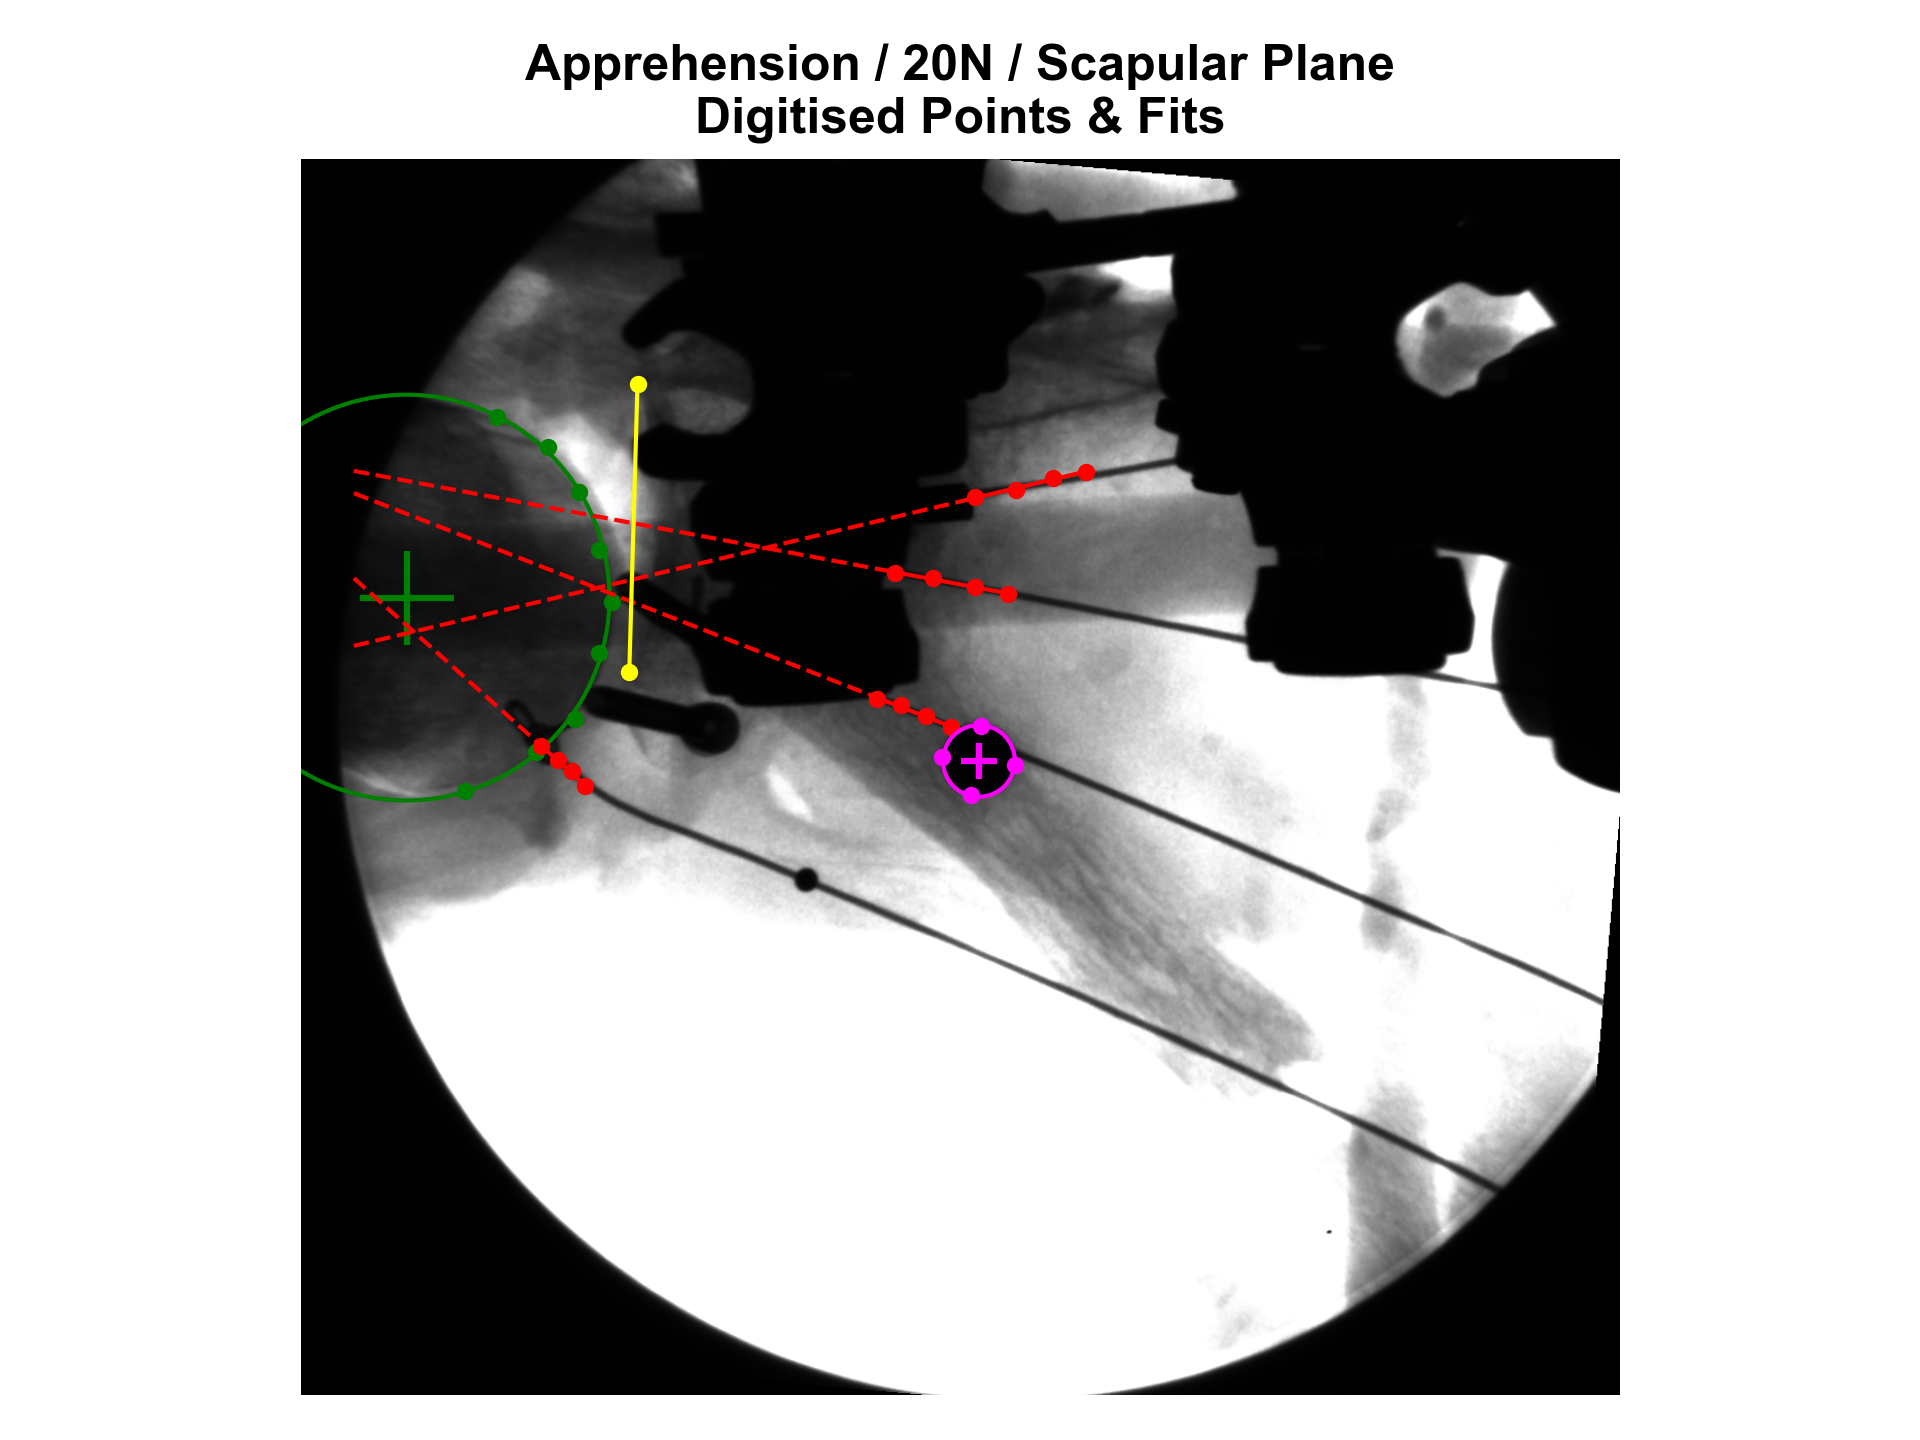 Apprehension / 20N / Scapular Plane
Digitised Points & Fits